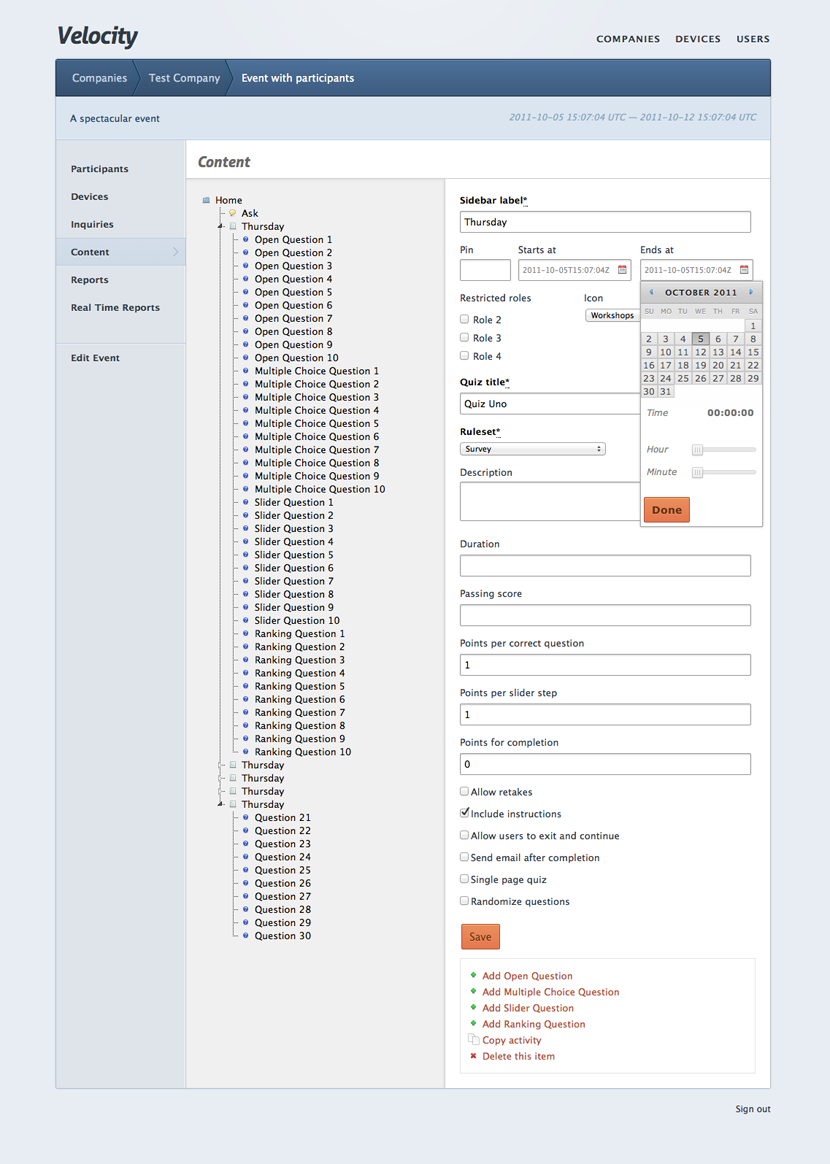 Velocity
COMPANIES DEVICES USERS
Companies Test Company Event with participants
A spectacular event 2011-10-05 15:07:04 UTC — 2011-10-12 15:07:04 UTC
Participants
Devices
Inquiries
Content
Reports
Real Time Reports
Edit Event
Content
Home
Ask
Thursday
Open Question 1
Open Question 2
Open Question 3
Open Question 4
Open Question 5
Open Question 6
Open Question 7
Open Question 8
Open Question 9
Open Question 10
Multiple Choice Question 1
Multiple Choice Question 2
Multiple Choice Question 3
Multiple Choice Question 4
Multiple Choice Question 5
Multiple Choice Question 6
Multiple Choice Question 7
Multiple Choice Question 8
Multiple Choice Question 9
Multiple Choice Question 10
Slider Question 1
Slider Question 2
Slider Question 3
Slider Question 4
Slider Question 5
Slider Question 6
Slider Question 7
Slider Question 8
Slider Question 9
Slider Question 10
Ranking Question 1
Ranking Question 2
Ranking Question 3
Ranking Question 4
Ranking Question 5
Ranking Question 6
Ranking Question 7
Ranking Question 8
Ranking Question 9
Ranking Question 10
Thursday
Thursday
Thursday
Thursday
Question 21
Question 22
Question 23
Question 24
Question 25
Question 26
Question 27
Question 28
Question 29
Question 30
Sidebar label*
Thursday
Pin Starts at Ends at
2011-10-05T15:07:04Z 2011-10-05T15:07:04Z
Restricted roles Icon
Workshops
Role 2
Role 3
Role 4
OCTOBER 2011
SU MO TU WE TH FR SA
1
2 3 4 5 6 7 8
9 10 11 12 13 14 15
16 17 18 19 20 21 22
23 24 25 26 27 28 29
30 31
Time 00:00:00
Hour
Minute
Done
Quiz title*
Quiz Uno
Ruleset*
Survey
Description
Duration
Passing score
Points per correct question
1
Points per slider step
1
Points for completion
0
Allow retakes
Include instructions
Allow users to exit and continue
Send email after completion
Single page quiz
Randomize questions
Save
Add Open Question
Add Multiple Choice Question
Add Slider Question
Add Ranking Question
Copy activity
Delete this item
Sign out